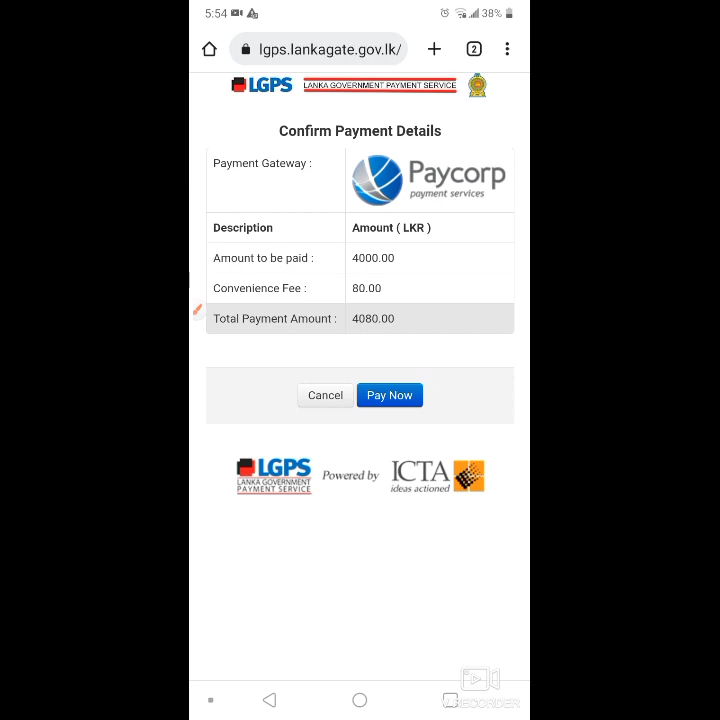 5:54 38%
lgps.lankagate.gov.lk/ 2
LGPS LANKA GOVERNMENT PAYMENT SERVICE
Confirm Payment Details
Payment Gateway : Paycorp
payment services
Description Amount ( LKR )
Amount to be paid : 4000.00
Convenience Fee : 80.00
Total Payment Amount : 4080.00
Cancel Pay Now
LGPS
LANKA GOVERNMENT
PAYMENT SERVICE
Powered by ICTA
ideas actioned
RECORDER